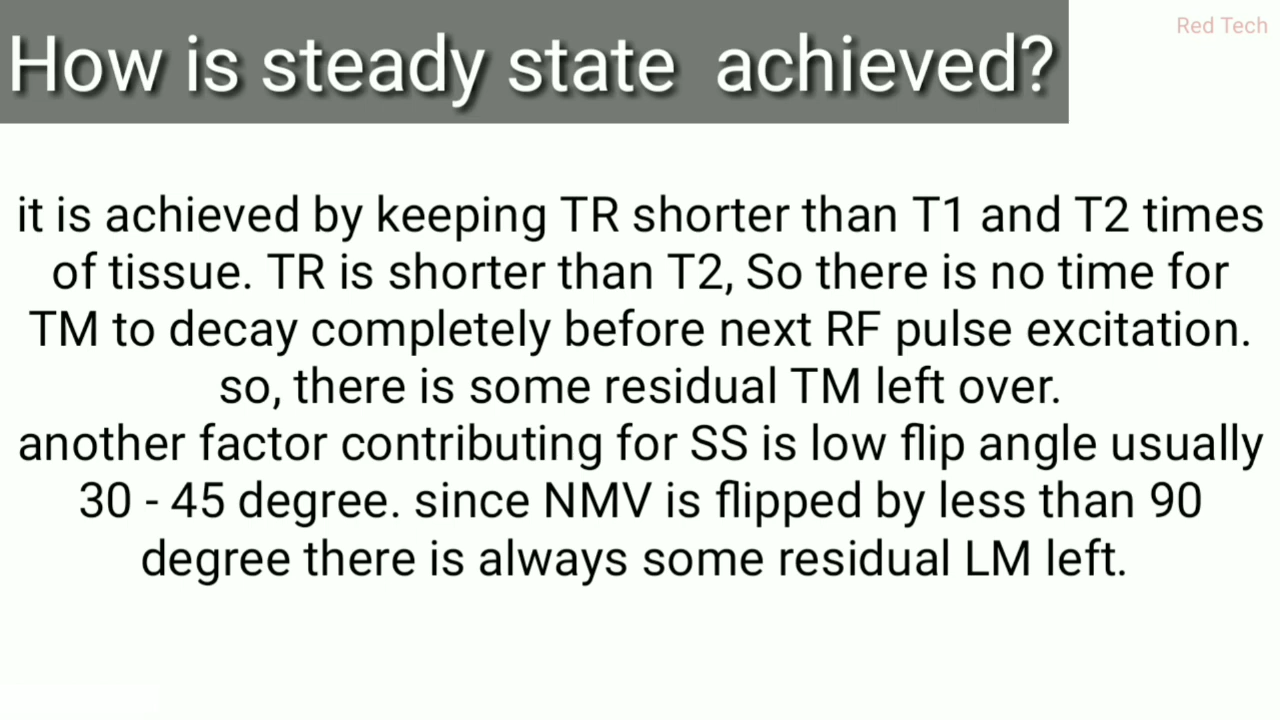 How is steady state achieved?
Red Tech
it is achieved by keeping TR shorter than T1 and T2 times
of tissue. TR is shorter than T2, So there is no time for
TM to decay completely before next RF pulse excitation.
so, there is some residual TM left over.
another factor contributing for SS is low flip angle usually
30 - 45 degree. since NMV is flipped by less than 90
degree there is always some residual LM left.